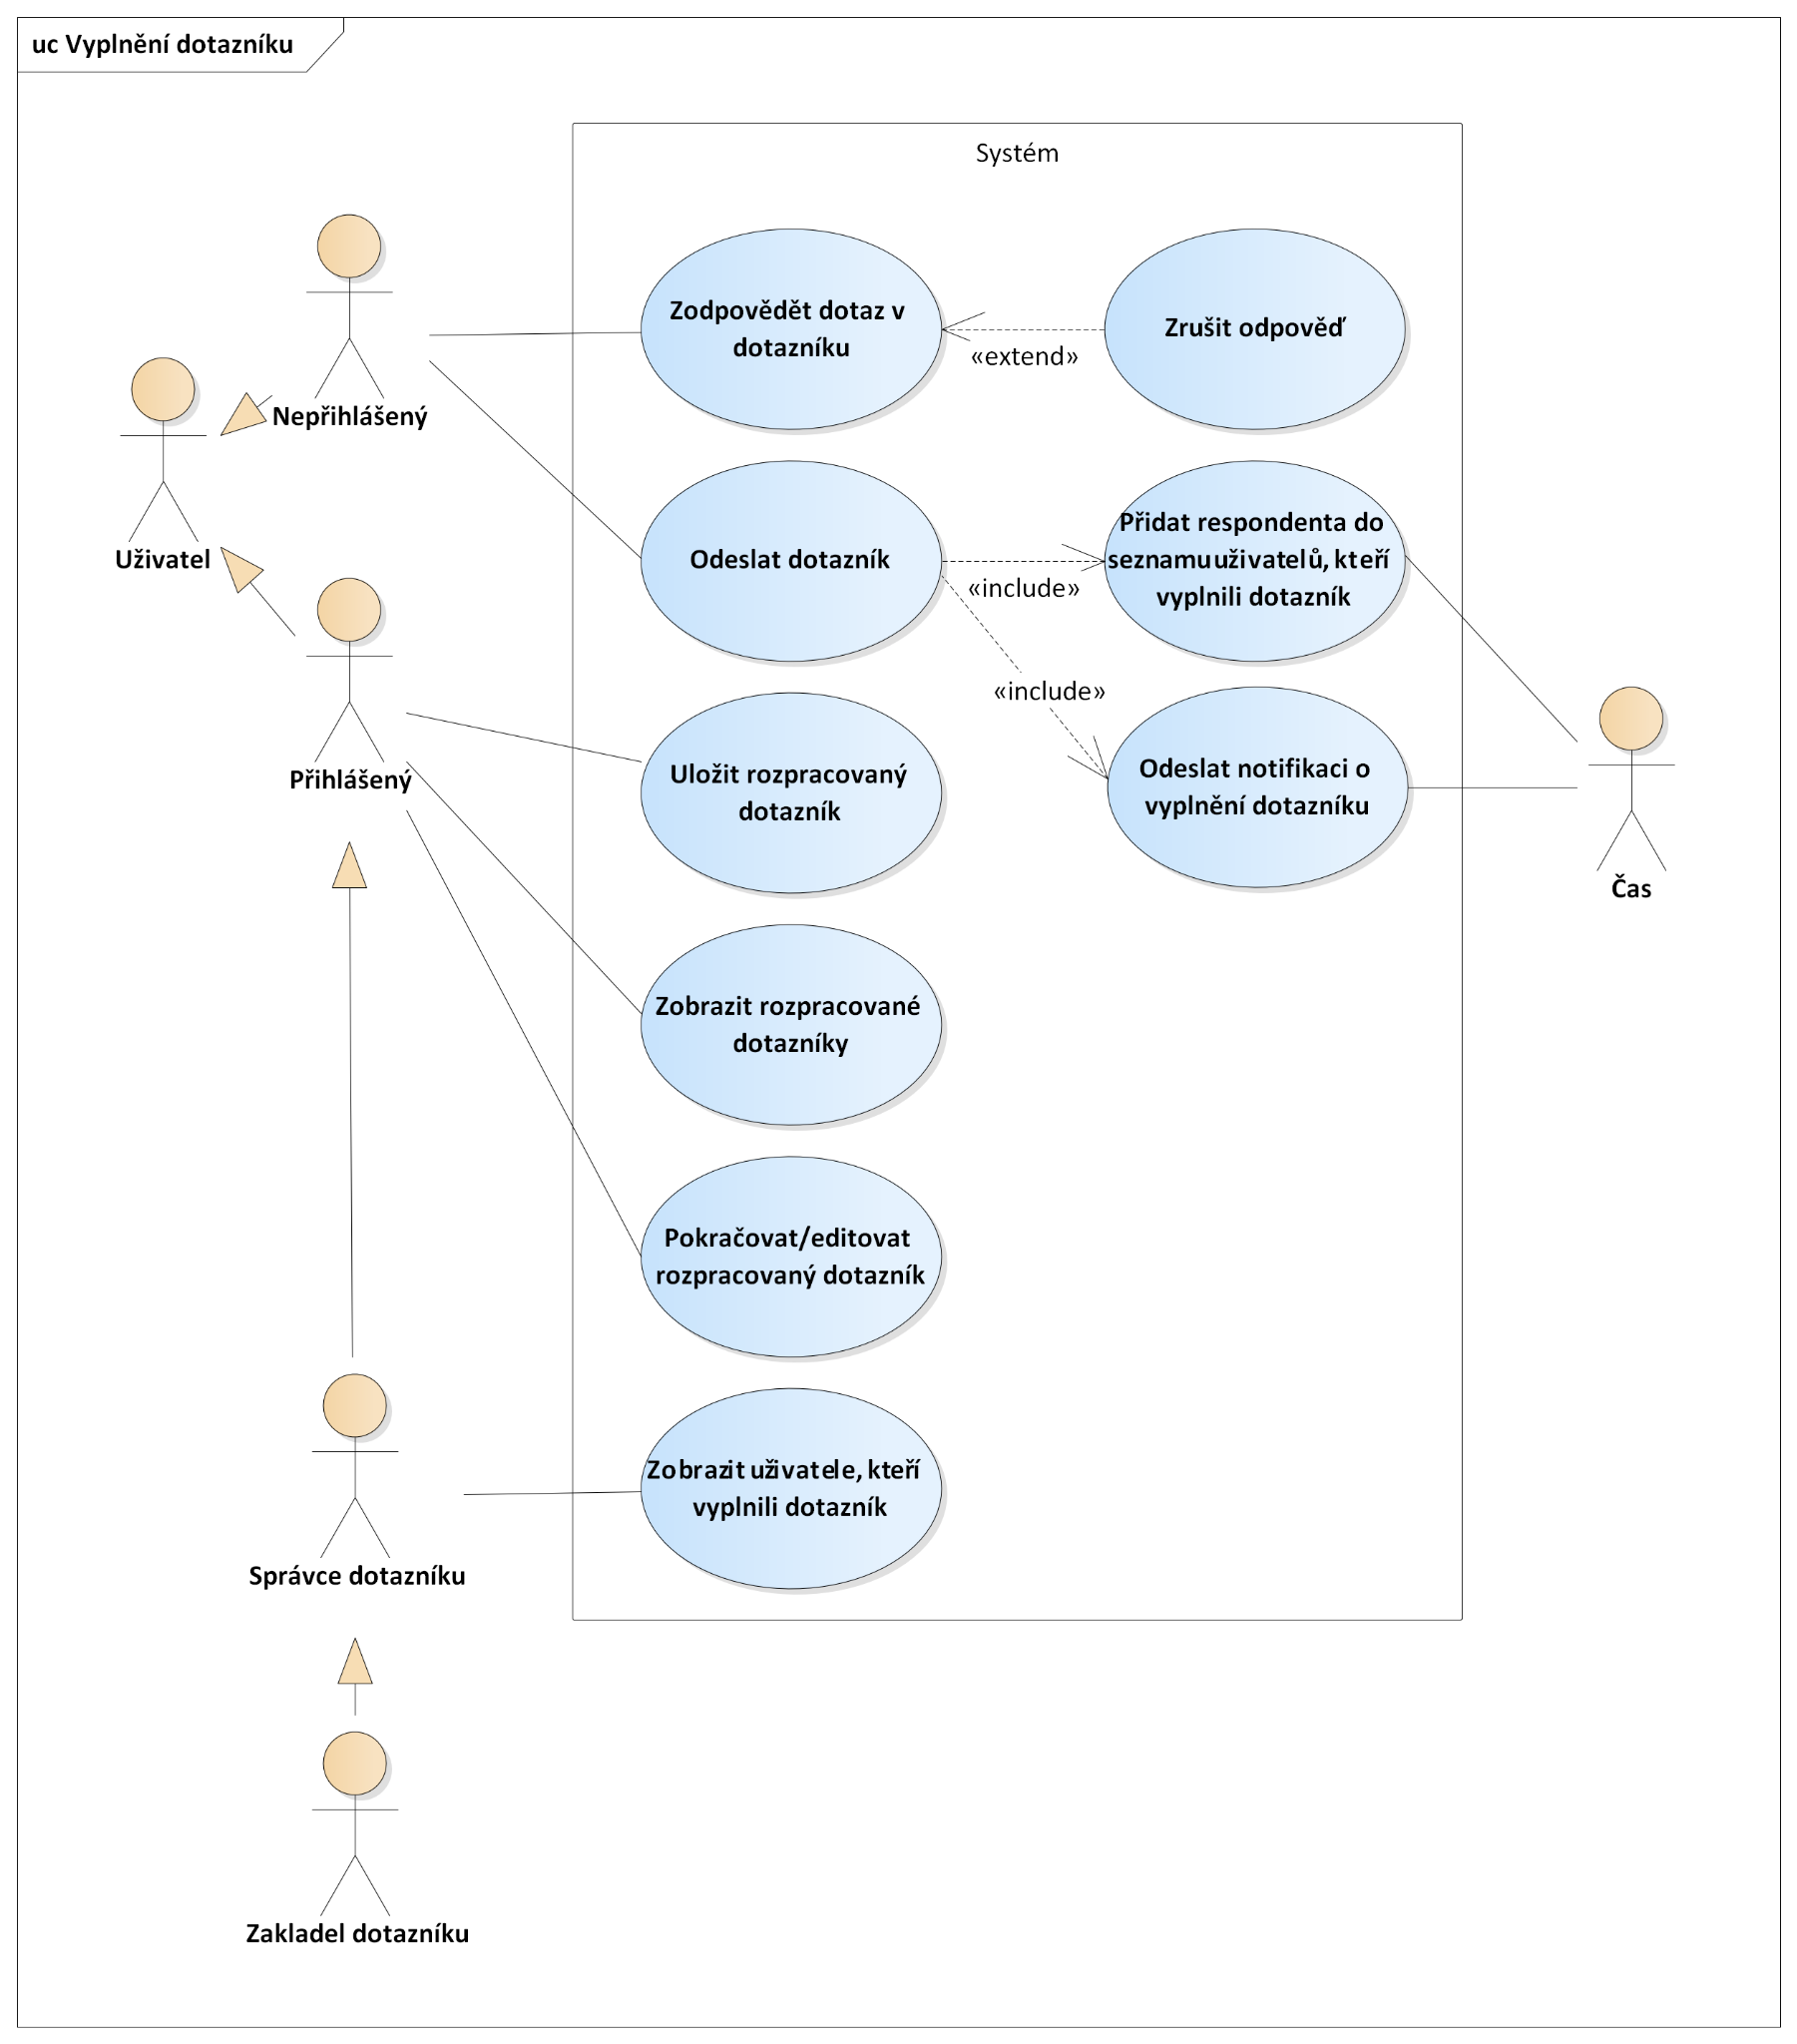 uc Vyplnění dotazníku
Systém
Zodpovědět dotaz v
dotazníku
Zrušit odpověď
«extend»
Nepřihlášený
Uživatel
Odeslat dotazník
Přidat respondenta do
seznamu uživatelů, kteří
vyplnili dotazník
«include»
«include»
Přihlášený
Uložit rozpracovaný
dotazník
Odeslat notifikaci o
vyplnění dotazníku
Čas
Zobrazit rozpracované
dotazníky
Pokračovat/editovat
rozpracovaný dotazník
Zobrazit uživatele, kteří
vyplnili dotazník
Správce dotazníku
Zakladel dotazníku